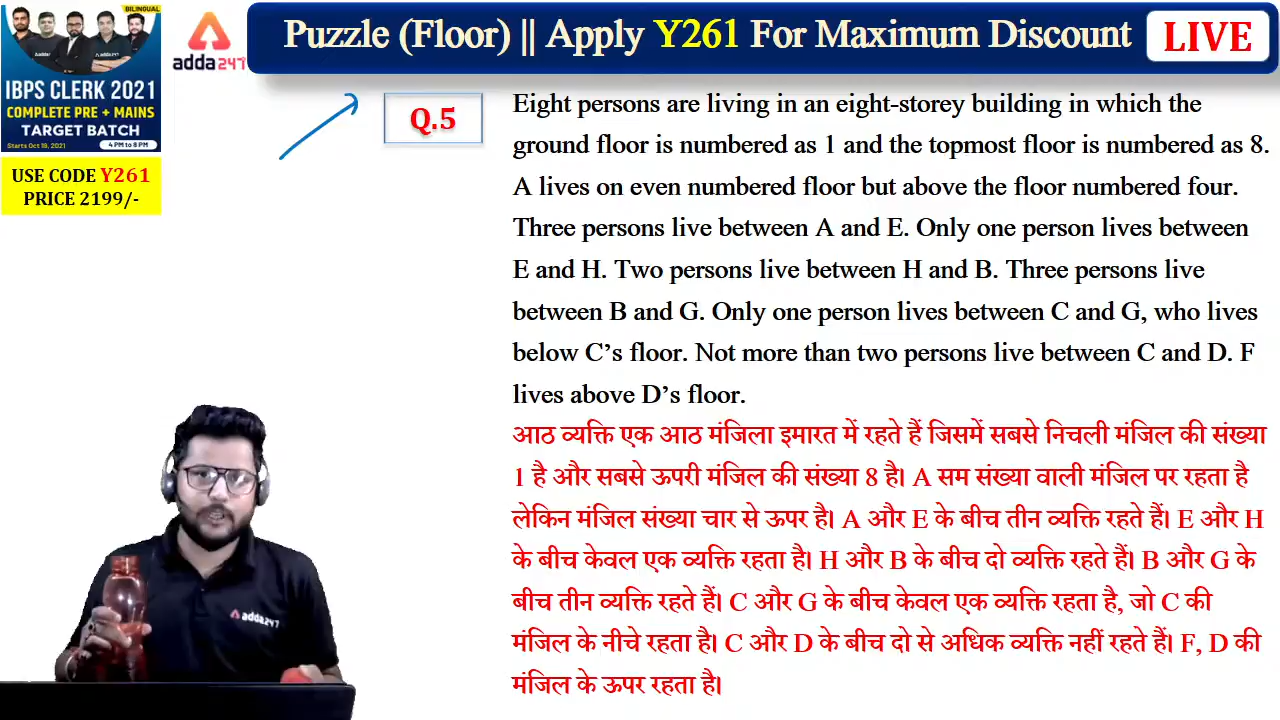 BILINGUAL
adda247
IBPS CLERK 2021
COMPLETE PRE + MAINS
TARGET BATCH
Starts Oct 18, 2021
4 PM to 8 PM
USE CODE Y261
PRICE 2199/-
Puzzle (Floor) || Apply Y261 For Maximum Discount
LIVE
Q.5
Eight persons are living in an eight-storey building in which the
ground floor is numbered as 1 and the topmost floor is numbered as 8.
A lives on even numbered floor but above the floor numbered four.
Three persons live between A and E. Only one person lives between
E and H. Two persons live between H and B. Three persons live
between B and G. Only one person lives between C and G, who lives
below C’s floor. Not more than two persons live between C and D. F
lives above D’s floor.
आठ व्यक्ति एक आठ मंजिला इमारत में रहते हैं जिसमें सबसे निचली मंजिल की संख्या
1 है और सबसे ऊपरी मंजिल की संख्या 8 है। A सम संख्या वाली मंजिल पर रहता है
लेकिन मंजिल संख्या चार से ऊपर है। A और E के बीच तीन व्यक्ति रहते हैं। E और H
के बीच केवल एक व्यक्ति रहता है। H और B के बीच दो व्यक्ति रहते हैं। B और G के
बीच तीन व्यक्ति रहते हैं। C और G के बीच केवल एक व्यक्ति रहता है, जो C की
मंजिल के नीचे रहता है। C और D के बीच दो से अधिक व्यक्ति नहीं रहते हैं। F, D की
मंजिल के ऊपर रहता है।
adda247